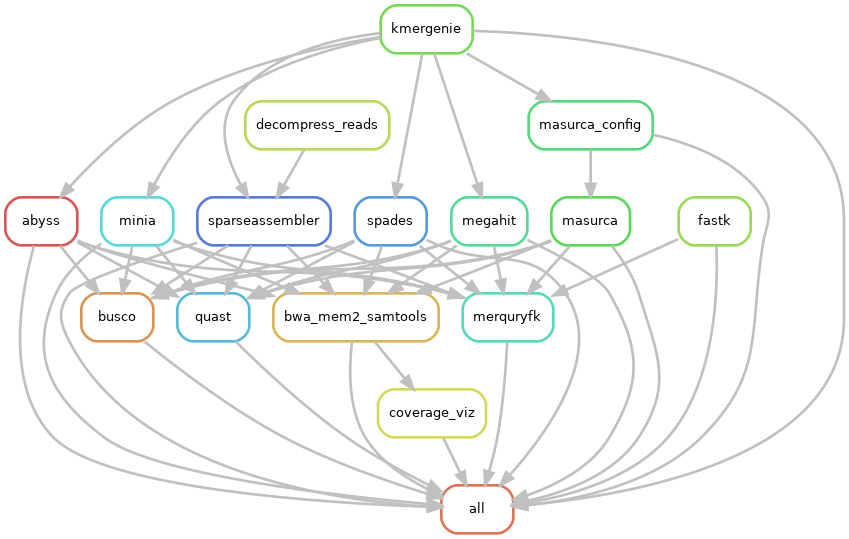 kmergenie
decompress_reads
masurca_config
abyss
minia
sparseassembler
spades
megahit
masurca
fastk
busco
quast
bwa_mem2_samtools
merquryfk
coverage_viz
all